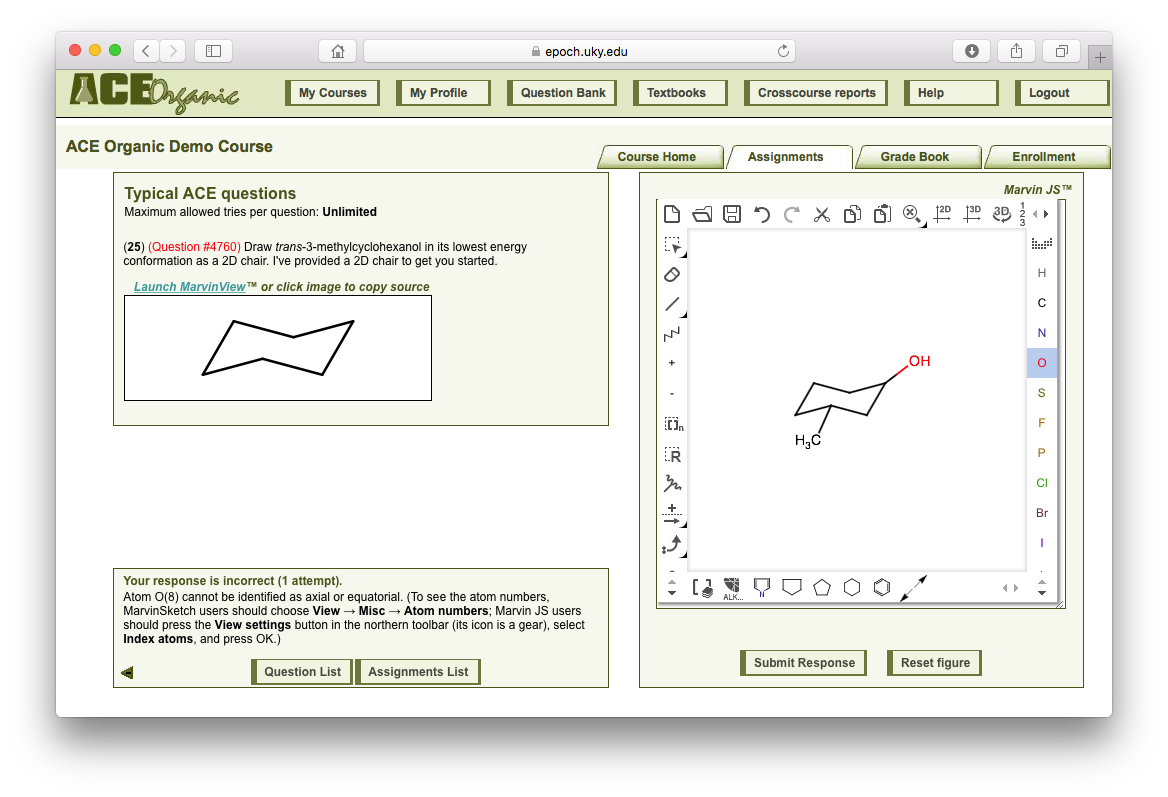 epoch.uky.edu
ACE Organic
My Courses
My Profile
Question Bank
Textbooks
Crosscourse reports
Help
Logout
ACE Organic Demo Course
Course Home
Assignments
Grade Book
Enrollment
Typical ACE questions
Maximum allowed tries per question: Unlimited
(25) (Question #4760) Draw trans-3-methylcyclohexanol in its lowest energy
conformation as a 2D chair. I've provided a 2D chair to get you started.
Launch MarvinView™ or click image to copy source
Your response is incorrect (1 attempt).
Atom O(8) cannot be identified as axial or equatorial. (To see the atom numbers,
MarvinSketch users should choose View → Misc → Atom numbers; Marvin JS users
should press the View settings button in the northern toolbar (its icon is a gear), select
Index atoms, and press OK.)
Question List
Assignments List
Marvin JS™
2D
3D
3D
1
2
3
H
C
N
O
S
F
P
Cl
Br
I
+
-
[]n
R
OH
H3C
ALK...
N
Submit Response
Reset figure